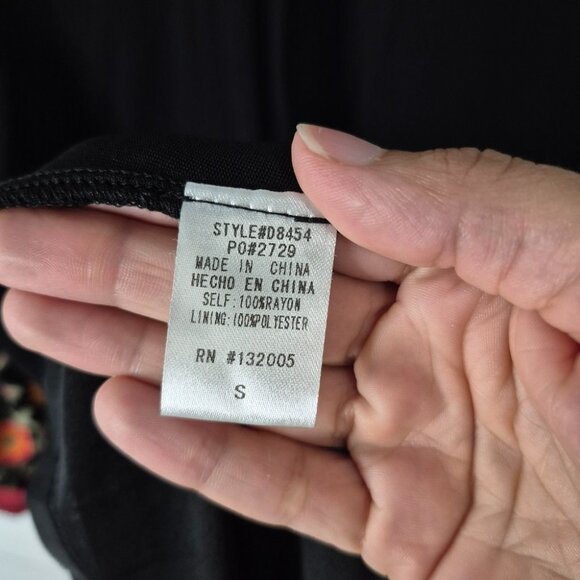 STYLE#D8454
PO#2729
MADE IN CHINA
HECHO EN CHINA
SELF:100%RAYON
LINING:100%POLYESTER
RN #132005
S